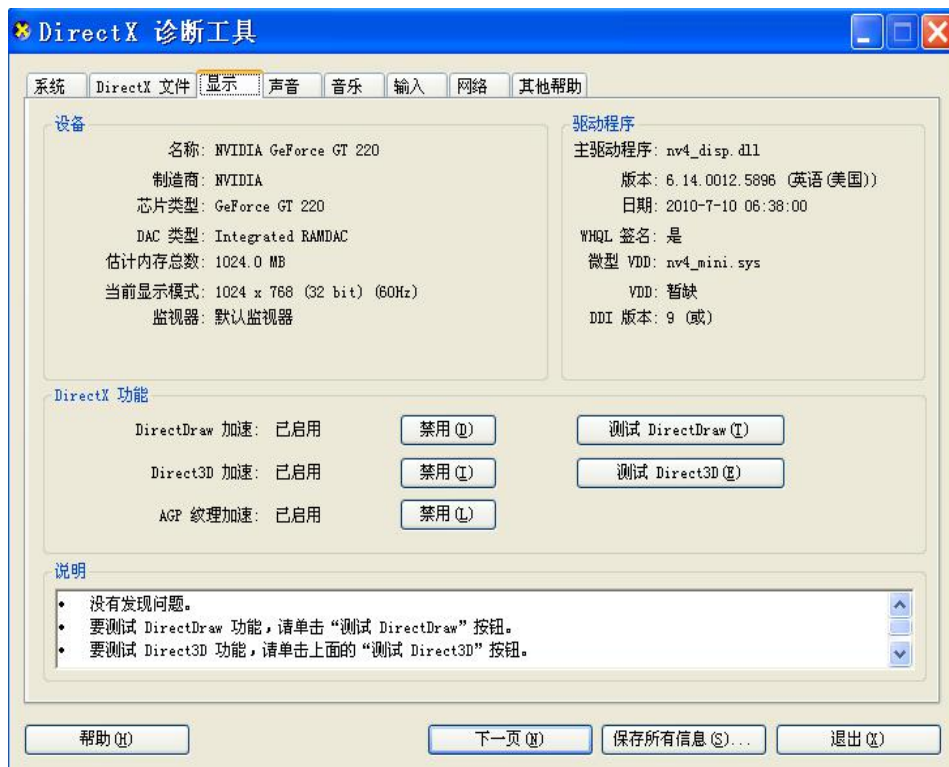 DirectX 诊断工具
系统 DirectX 文件 显示 声音 音乐 输入 网络 其他帮助
设备
名称: NVIDIA GeForce GT 220
制造商: NVIDIA
芯片类型: GeForce GT 220
DAC 类型: Integrated RAMDAC
估计内存总数: 1024.0 MB
当前显示模式: 1024 x 768 (32 bit) (60Hz)
监视器: 默认监视器
驱动程序
主驱动程序: nv4_disp.dll
版本: 6.14.0012.5896 (英语(美国))
日期: 2010-7-10 06:38:00
WHQL 签名: 是
微型 VDD: nv4_mini.sys
VDD: 暂缺
DDI 版本: 9 (或)
DirectX 功能
DirectDraw 加速: 已启用 禁用(D) 测试 DirectDraw(T)
Direct3D 加速: 已启用 禁用(I) 测试 Direct3D(E)
AGP 纹理加速: 已启用 禁用(L)
说明
• 没有发现问题。
• 要测试 DirectDraw 功能，请单击“测试 DirectDraw”按钮。
• 要测试 Direct3D 功能，请单击上面的“测试 Direct3D”按钮。
帮助(H) 下一页(N) 保存所有信息(S)... 退出(X)